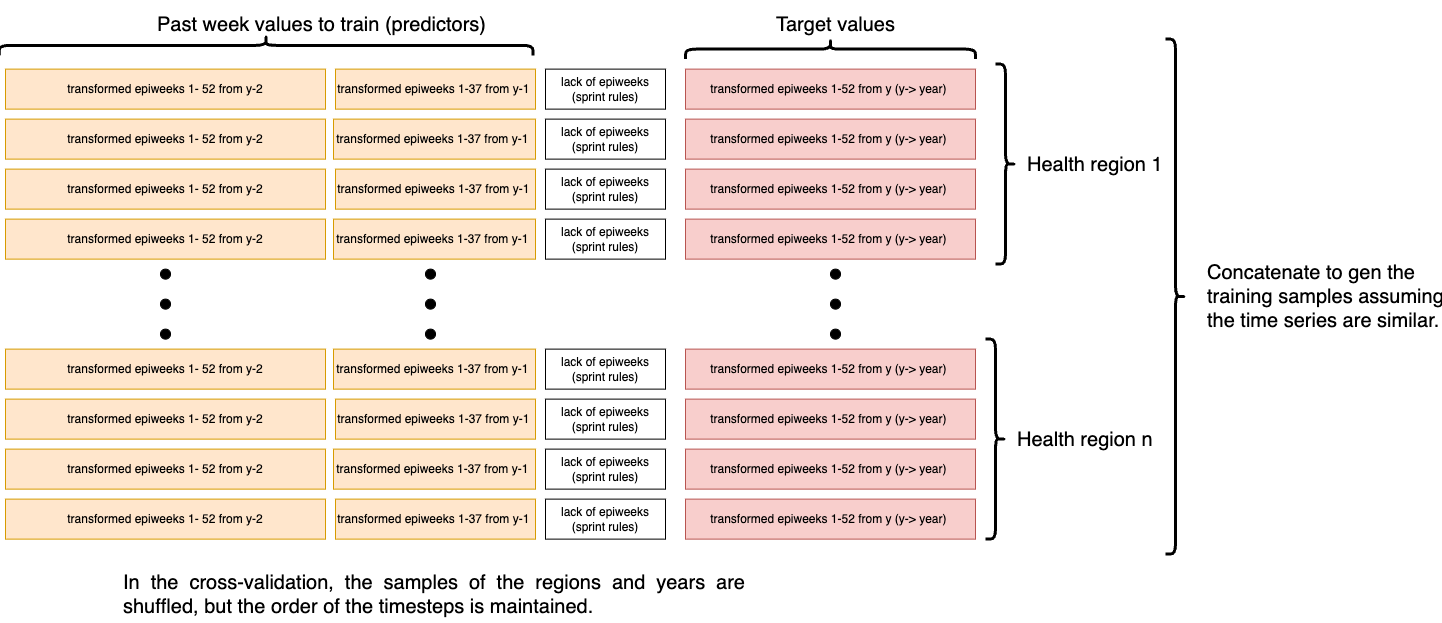 Past week values to train (predictors)
Target values
transformed epiweeks 1- 52 from y-2
transformed epiweeks 1-37 from y-1
lack of epiweeks
(sprint rules)
transformed epiweeks 1-52 from y (y-> year)
transformed epiweeks 1- 52 from y-2
transformed epiweeks 1-37 from y-1
lack of epiweeks
(sprint rules)
transformed epiweeks 1-52 from y (y-> year)
Health region 1
transformed epiweeks 1- 52 from y-2
transformed epiweeks 1-37 from y-1
lack of epiweeks
(sprint rules)
transformed epiweeks 1-52 from y (y-> year)
transformed epiweeks 1- 52 from y-2
transformed epiweeks 1-37 from y-1
lack of epiweeks
(sprint rules)
transformed epiweeks 1-52 from y (y-> year)
Concatenate to gen the
training samples assuming
the time series are similar.
transformed epiweeks 1- 52 from y-2
transformed epiweeks 1-37 from y-1
lack of epiweeks
(sprint rules)
transformed epiweeks 1-52 from y (y-> year)
transformed epiweeks 1- 52 from y-2
transformed epiweeks 1-37 from y-1
lack of epiweeks
(sprint rules)
transformed epiweeks 1-52 from y (y-> year)
Health region n
transformed epiweeks 1- 52 from y-2
transformed epiweeks 1-37 from y-1
lack of epiweeks
(sprint rules)
transformed epiweeks 1-52 from y (y-> year)
transformed epiweeks 1- 52 from y-2
transformed epiweeks 1-37 from y-1
lack of epiweeks
(sprint rules)
transformed epiweeks 1-52 from y (y-> year)
In the cross-validation, the samples of the regions and years are
shuffled, but the order of the timesteps is maintained.